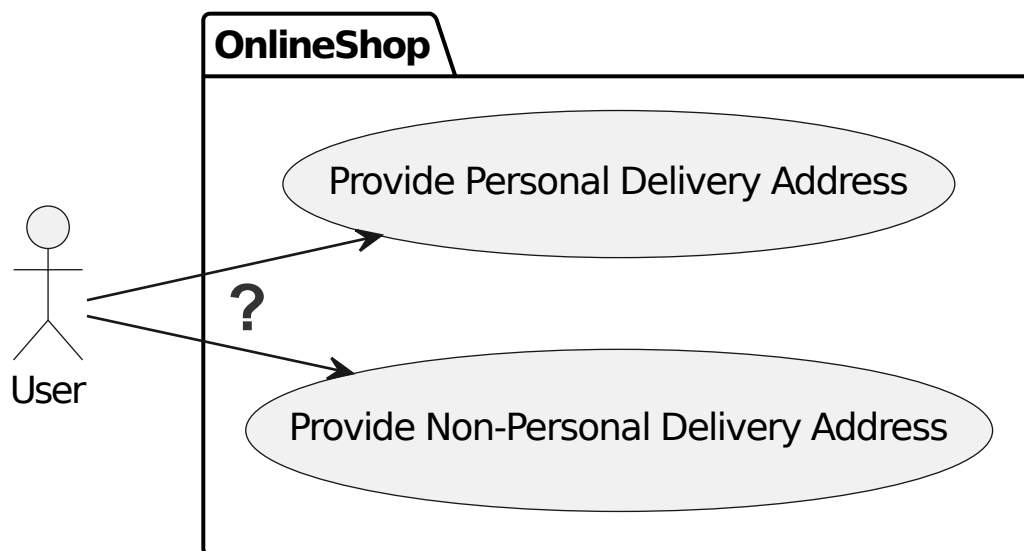 OnlineShop
Provide Personal Delivery Address
?
User
Provide Non-Personal Delivery Address